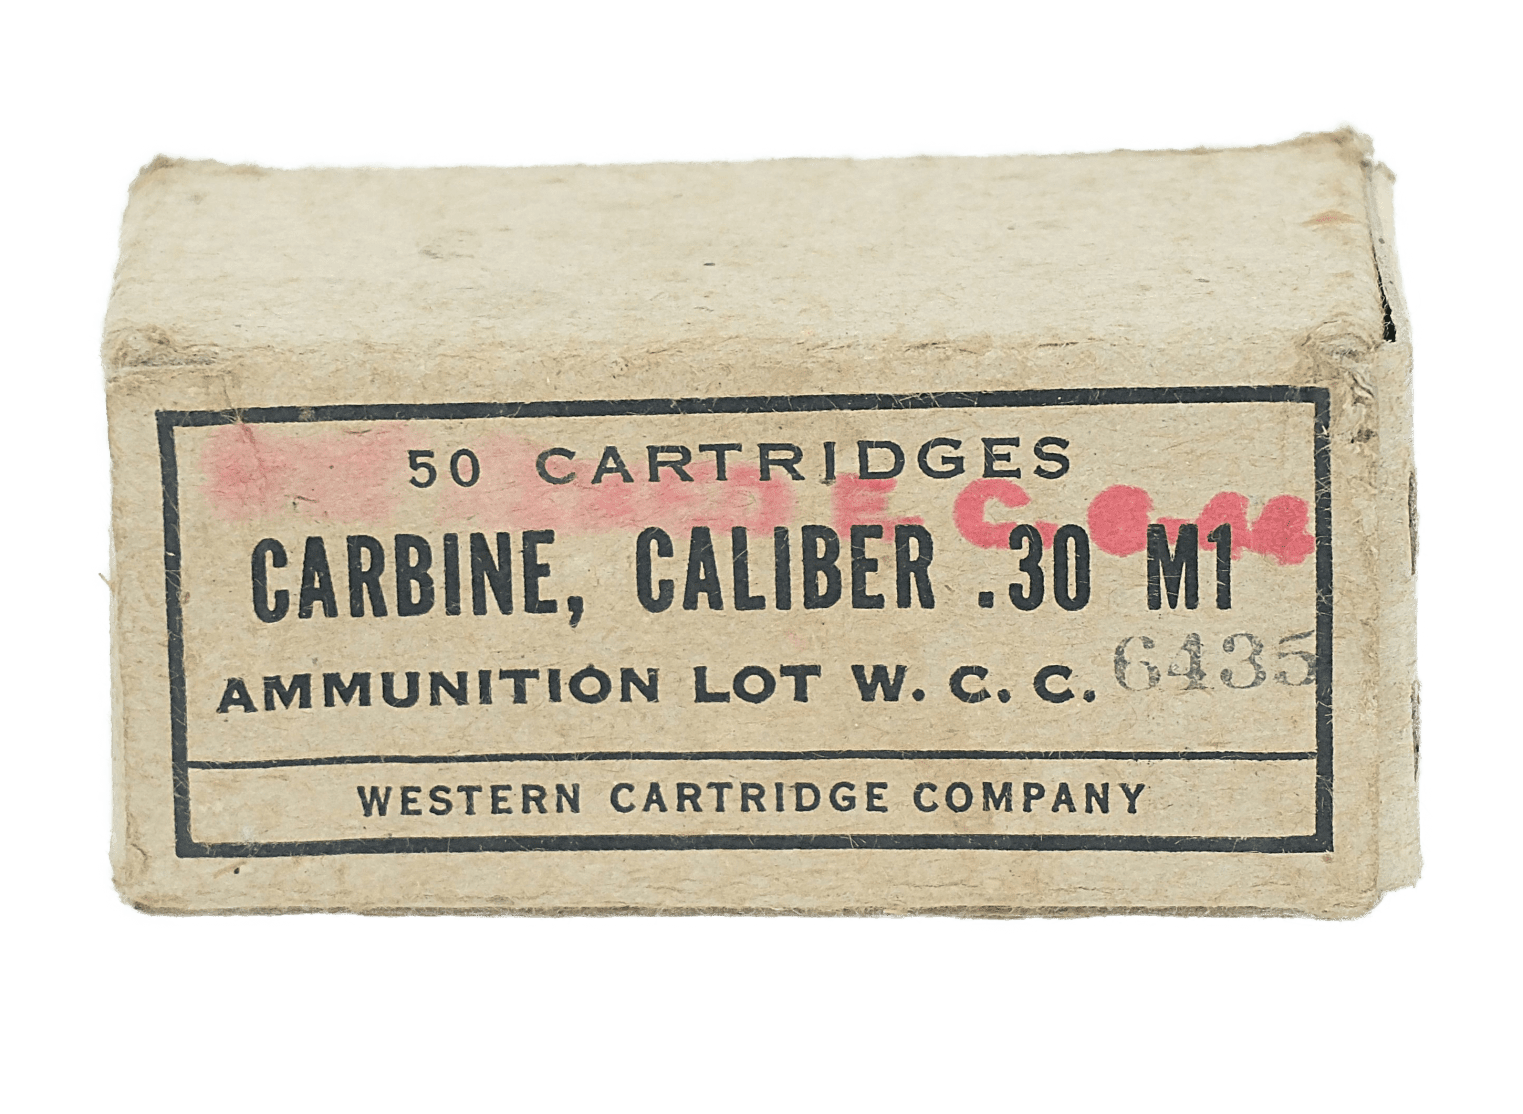 50 CARTRIDGES
E. C.
CARBINE, CALIBER .30 M1
AMMUNITION LOT W. C. C. 6435
WESTERN CARTRIDGE COMPANY